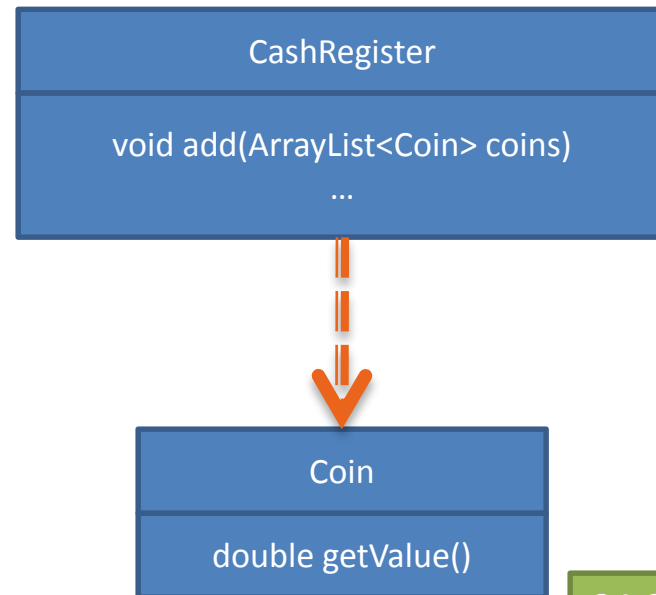 CashRegister
void add(ArrayList<Coin> coins)
…
Coin
double getValue()